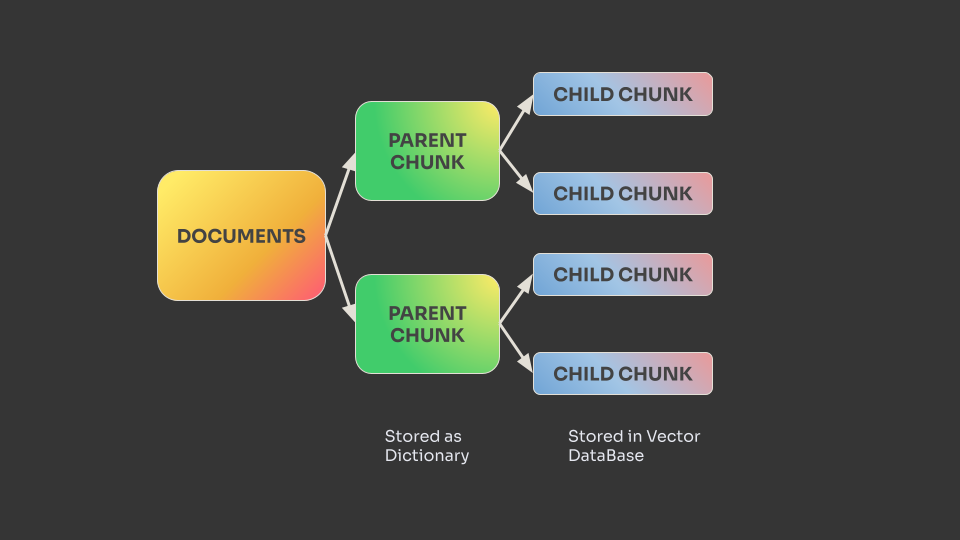 DOCUMENTS
PARENT
CHUNK
CHILD CHUNK
CHILD CHUNK
PARENT
CHUNK
CHILD CHUNK
CHILD CHUNK
Stored as
Dictionary
Stored in Vector
DataBase